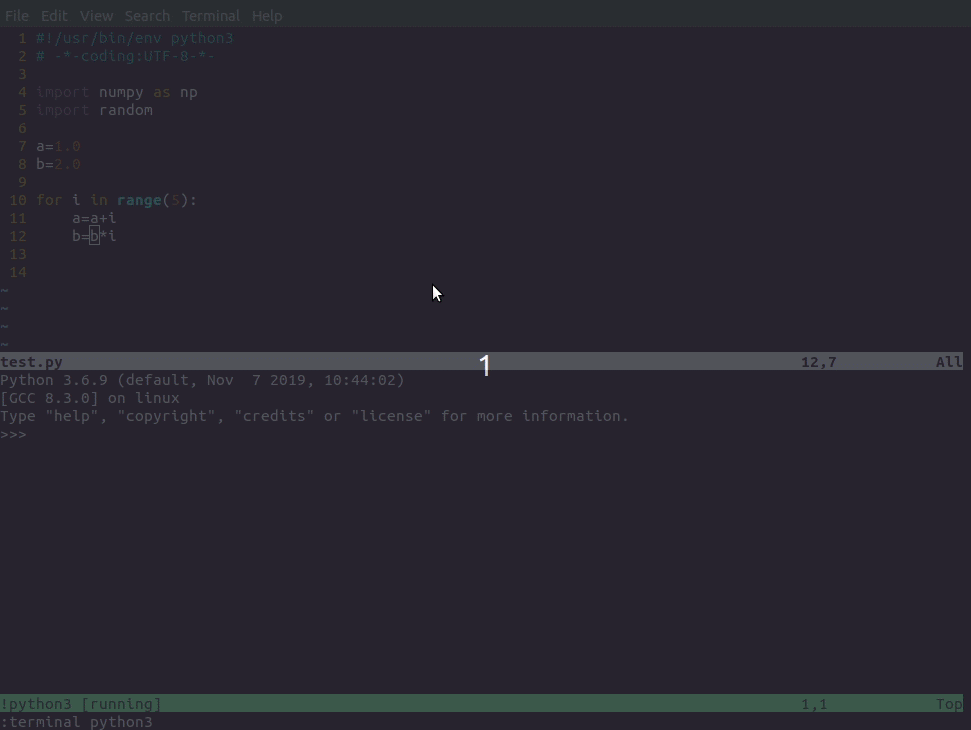 File Edit View Search Terminal Help
1 #!/usr/bin/env python3
2 # -*-coding:UTF-8-*-
3
4 import numpy as np
5 import random
6
7 a=1.0
8 b=2.0
9
10 for i in range(5):
11     a=a+i
12     b=b*i
13
14
~
~
~
~
test.py 12,7 All
1
Python 3.6.9 (default, Nov  7 2019, 10:44:02)
[GCC 8.3.0] on linux
Type "help", "copyright", "credits" or "license" for more information.
>>>
!python3 [running] 1,1 Top
:terminal python3